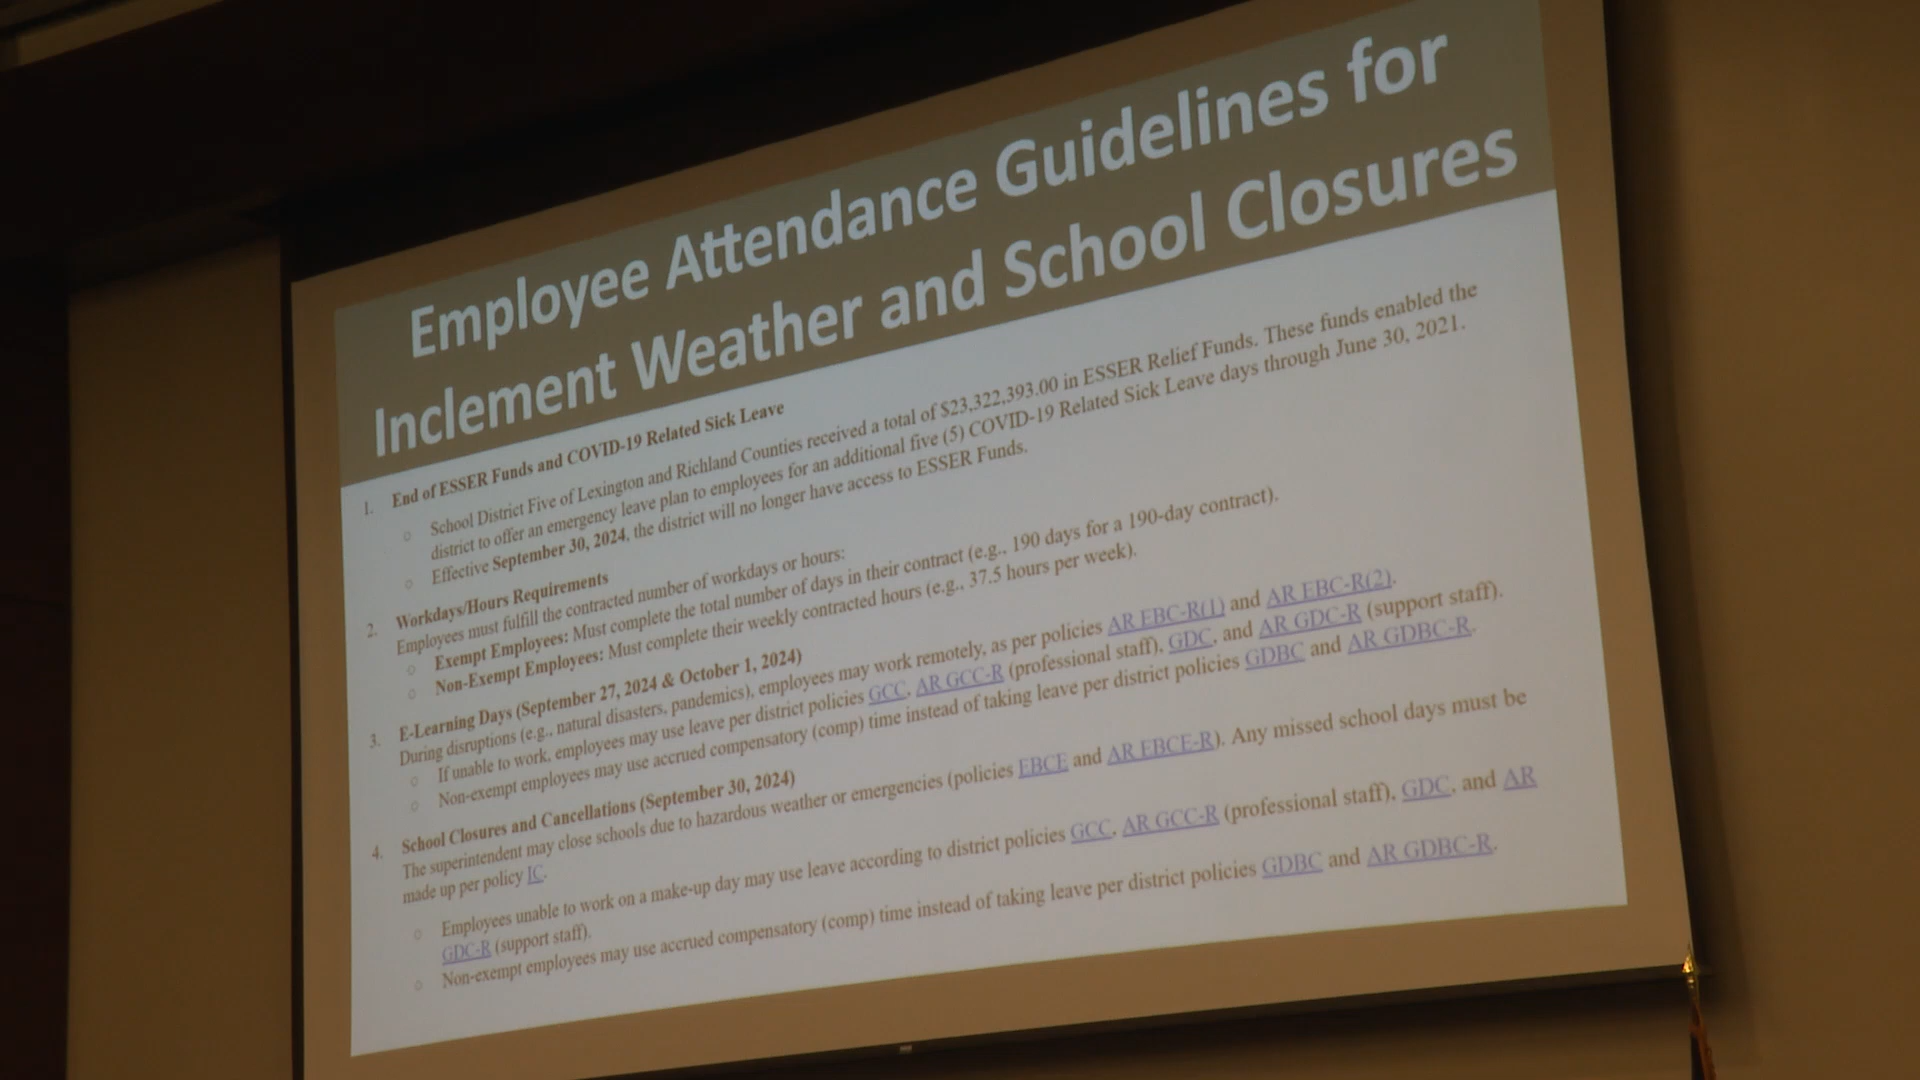 Employee Attendance Guidelines for
Inclement Weather and School Closures
1. End of ESSER Funds and COVID-19 Related Sick Leave
○ School District Five of Lexington and Richland Counties received a total of $23,322,393.00 in ESSER Relief Funds. These funds enabled the
district to offer an emergency leave plan to employees for an additional five (5) COVID-19 Related Sick Leave days through June 30, 2021.
○ Effective September 30, 2024, the district will no longer have access to ESSER Funds.
2. Workdays/Hours Requirements
Employees must fulfill the contracted number of workdays or hours:
○ Exempt Employees: Must complete the total number of days in their contract (e.g., 190 days for a 190-day contract).
○ Non-Exempt Employees: Must complete their weekly contracted hours (e.g., 37.5 hours per week).
3. E-Learning Days (September 27, 2024 & October 1, 2024)
During disruptions (e.g., natural disasters, pandemics), employees may work remotely, as per policies AR EBC-R(1) and AR EBC-R(2).
○ If unable to work, employees may use leave per district policies GCC, AR GCC-R (professional staff), GDC, and AR GDC-R (support staff).
○ Non-exempt employees may use accrued compensatory (comp) time instead of taking leave per district policies GDBC and AR GDBC-R.
4. School Closures and Cancellations (September 30, 2024)
The superintendent may close schools due to hazardous weather or emergencies (policies EBCE and AR EBCE-R). Any missed school days must be
made up per policy IC.
○ Employees unable to work on a make-up day may use leave according to district policies GCC, AR GCC-R (professional staff), GDC, and AR
GDC-R (support staff).
○ Non-exempt employees may use accrued compensatory (comp) time instead of taking leave per district policies GDBC and AR GDBC-R.